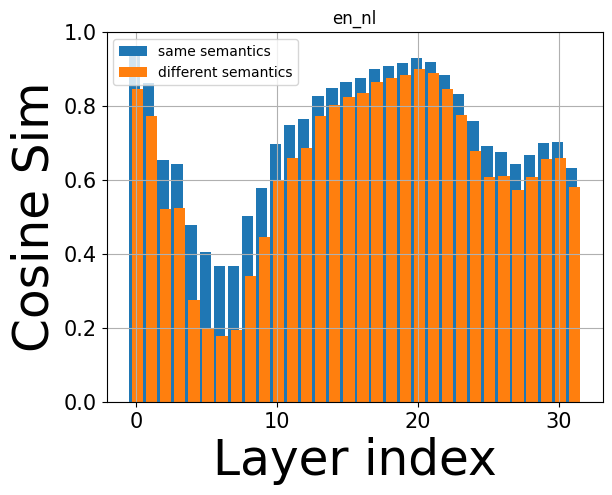 en_nl
same semantics
different semantics
1.0
0.8
0.6
0.4
0.2
0.0
Cosine Sim
0 10 20 30
Layer index